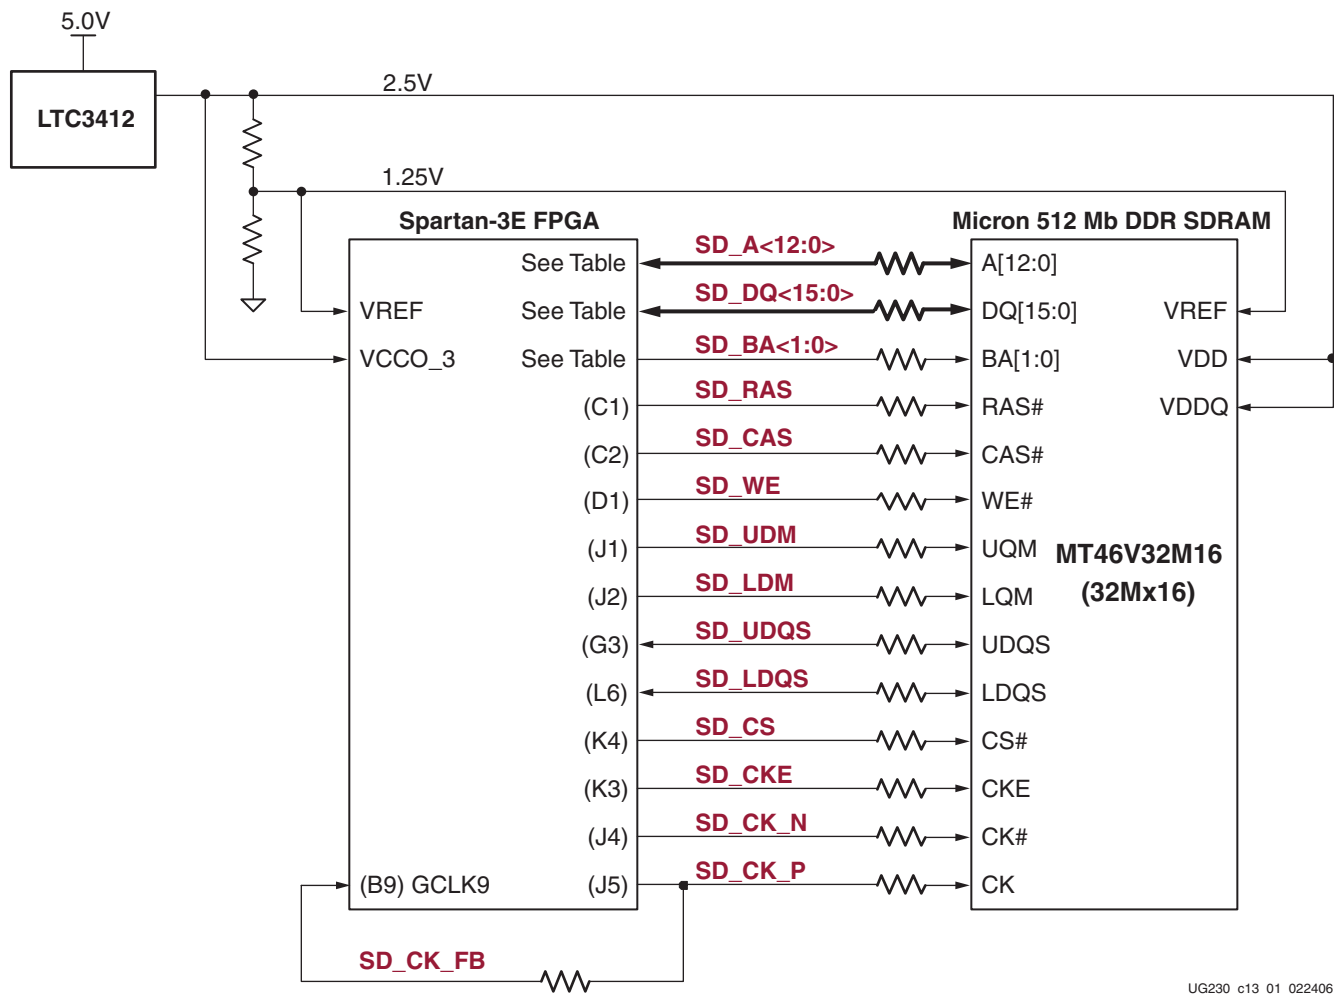 5.0V
LTC3412
2.5V
1.25V
Spartan-3E FPGA
Micron 512 Mb DDR SDRAM
See Table
SD_A<12:0>
A[12:0]
VREF
See Table
SD_DQ<15:0>
DQ[15:0]
VREF
VCCO_3
See Table
SD_BA<1:0>
BA[1:0]
VDD
(C1)
SD_RAS
RAS#
VDDQ
(C2)
SD_CAS
CAS#
(D1)
SD_WE
WE#
(J1)
SD_UDM
UQM
MT46V32M16
(32Mx16)
(J2)
SD_LDM
LQM
(G3)
SD_UDQS
UDQS
(L6)
SD_LDQS
LDQS
(K4)
SD_CS
CS#
(K3)
SD_CKE
CKE
(J4)
SD_CK_N
CK#
(B9) GCLK9
(J5)
SD_CK_P
CK
SD_CK_FB
UG230_c13_01_022406